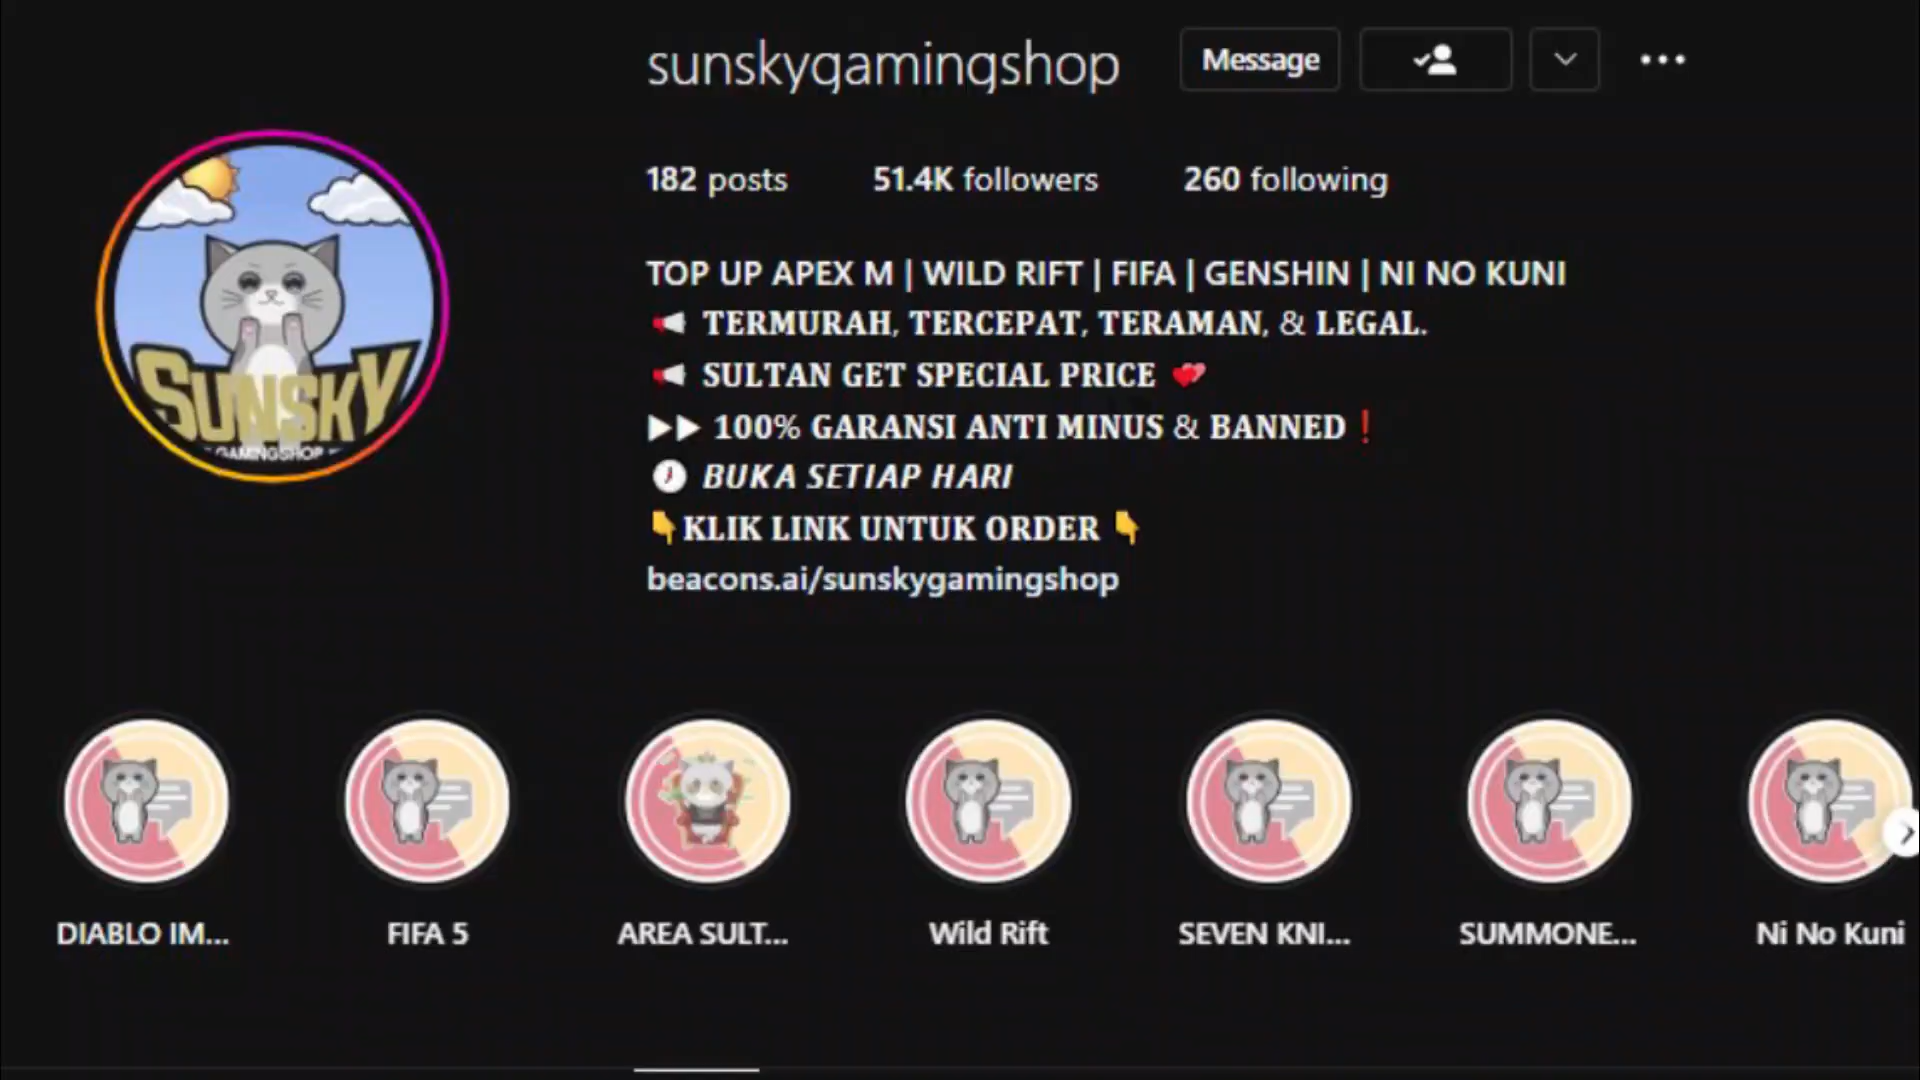 sunskygamingshop
Message
182 posts 51.4K followers 260 following
TOP UP APEX M | WILD RIFT | FIFA | GENSHIN | NI NO KUNI
TERMURAH, TERCEPAT, TERAMAN, & LEGAL.
SULTAN GET SPECIAL PRICE 💕
▶▶ 100% GARANSI ANTI MINUS & BANNED❗
🕖 BUKA SETIAP HARI
👇KLIK LINK UNTUK ORDER 👇
beacons.ai/sunskygamingshop
SUNSKY
GAMINGSHOP
DIABLO IM... FIFA 5 AREA SULT... Wild Rift SEVEN KNI... SUMMONE... Ni No Kuni